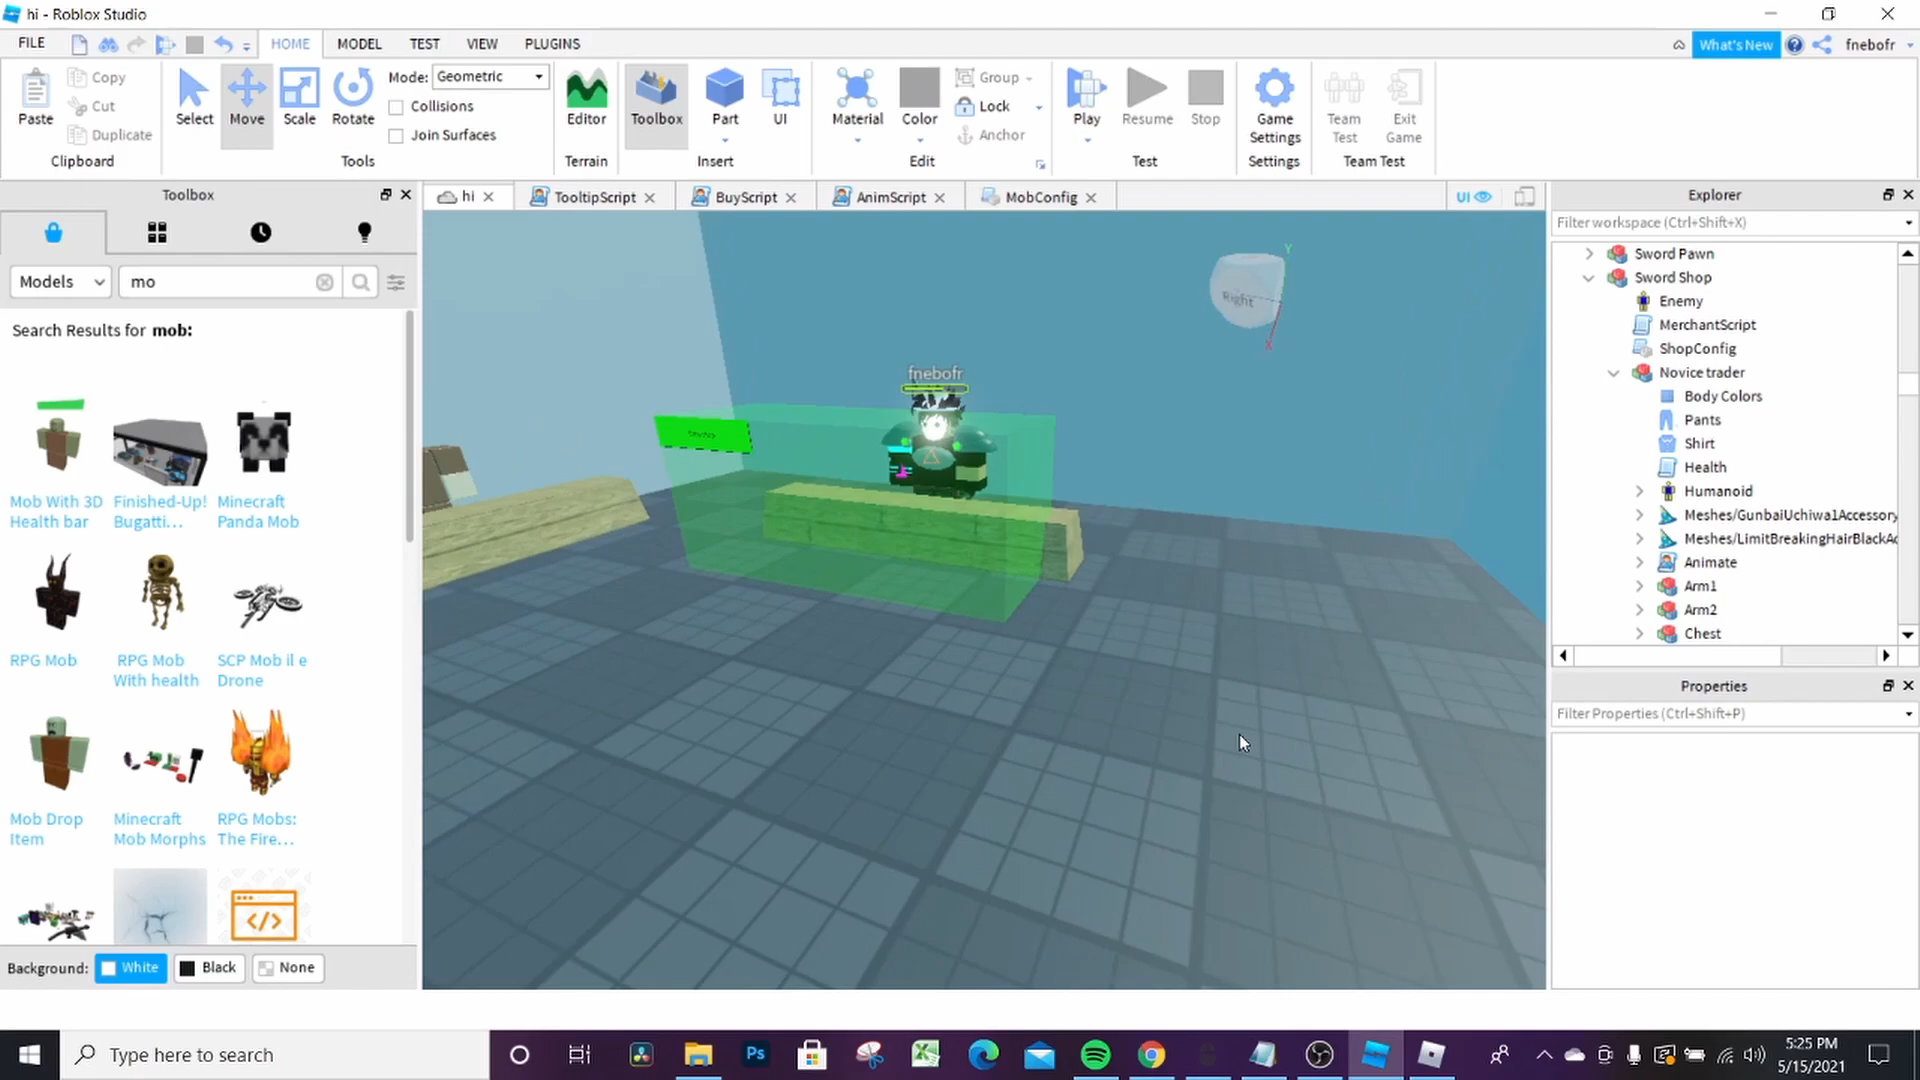 hi - Roblox Studio
FILE HOME MODEL TEST VIEW PLUGINS What's New fnebofr
Paste Copy Cut Duplicate Clipboard
Select Move Scale Rotate Mode: Geometric Collisions Join Surfaces Tools
Editor Terrain
Toolbox Part UI Insert
Material Color Group Lock Anchor Edit
Play Resume Stop Test
Game Settings Settings
Team Test Exit Game Team Test
Toolbox
Models mo
Search Results for mob:
Mob With 3D Health bar
Finished-Up! Bugatti...
Minecraft Panda Mob
RPG Mob
RPG Mob With health
SCP Mob il e Drone
Mob Drop Item
Minecraft Mob Morphs
RPG Mobs: The Fire...
Background: White Black None
hi TooltipScript BuyScript AnimScript MobConfig UI
fnebofr
Right
Y
X
Explorer
Filter workspace (Ctrl+Shift+X)
Sword Pawn
Sword Shop
Enemy
MerchantScript
ShopConfig
Novice trader
Body Colors
Pants
Shirt
Health
Humanoid
Meshes/GunbaiUchiwa1Accessory
Meshes/LimitBreakingHairBlackAc
Animate
Arm1
Arm2
Chest
Properties
Filter Properties (Ctrl+Shift+P)
Type here to search
Ps
5:25 PM
5/15/2021